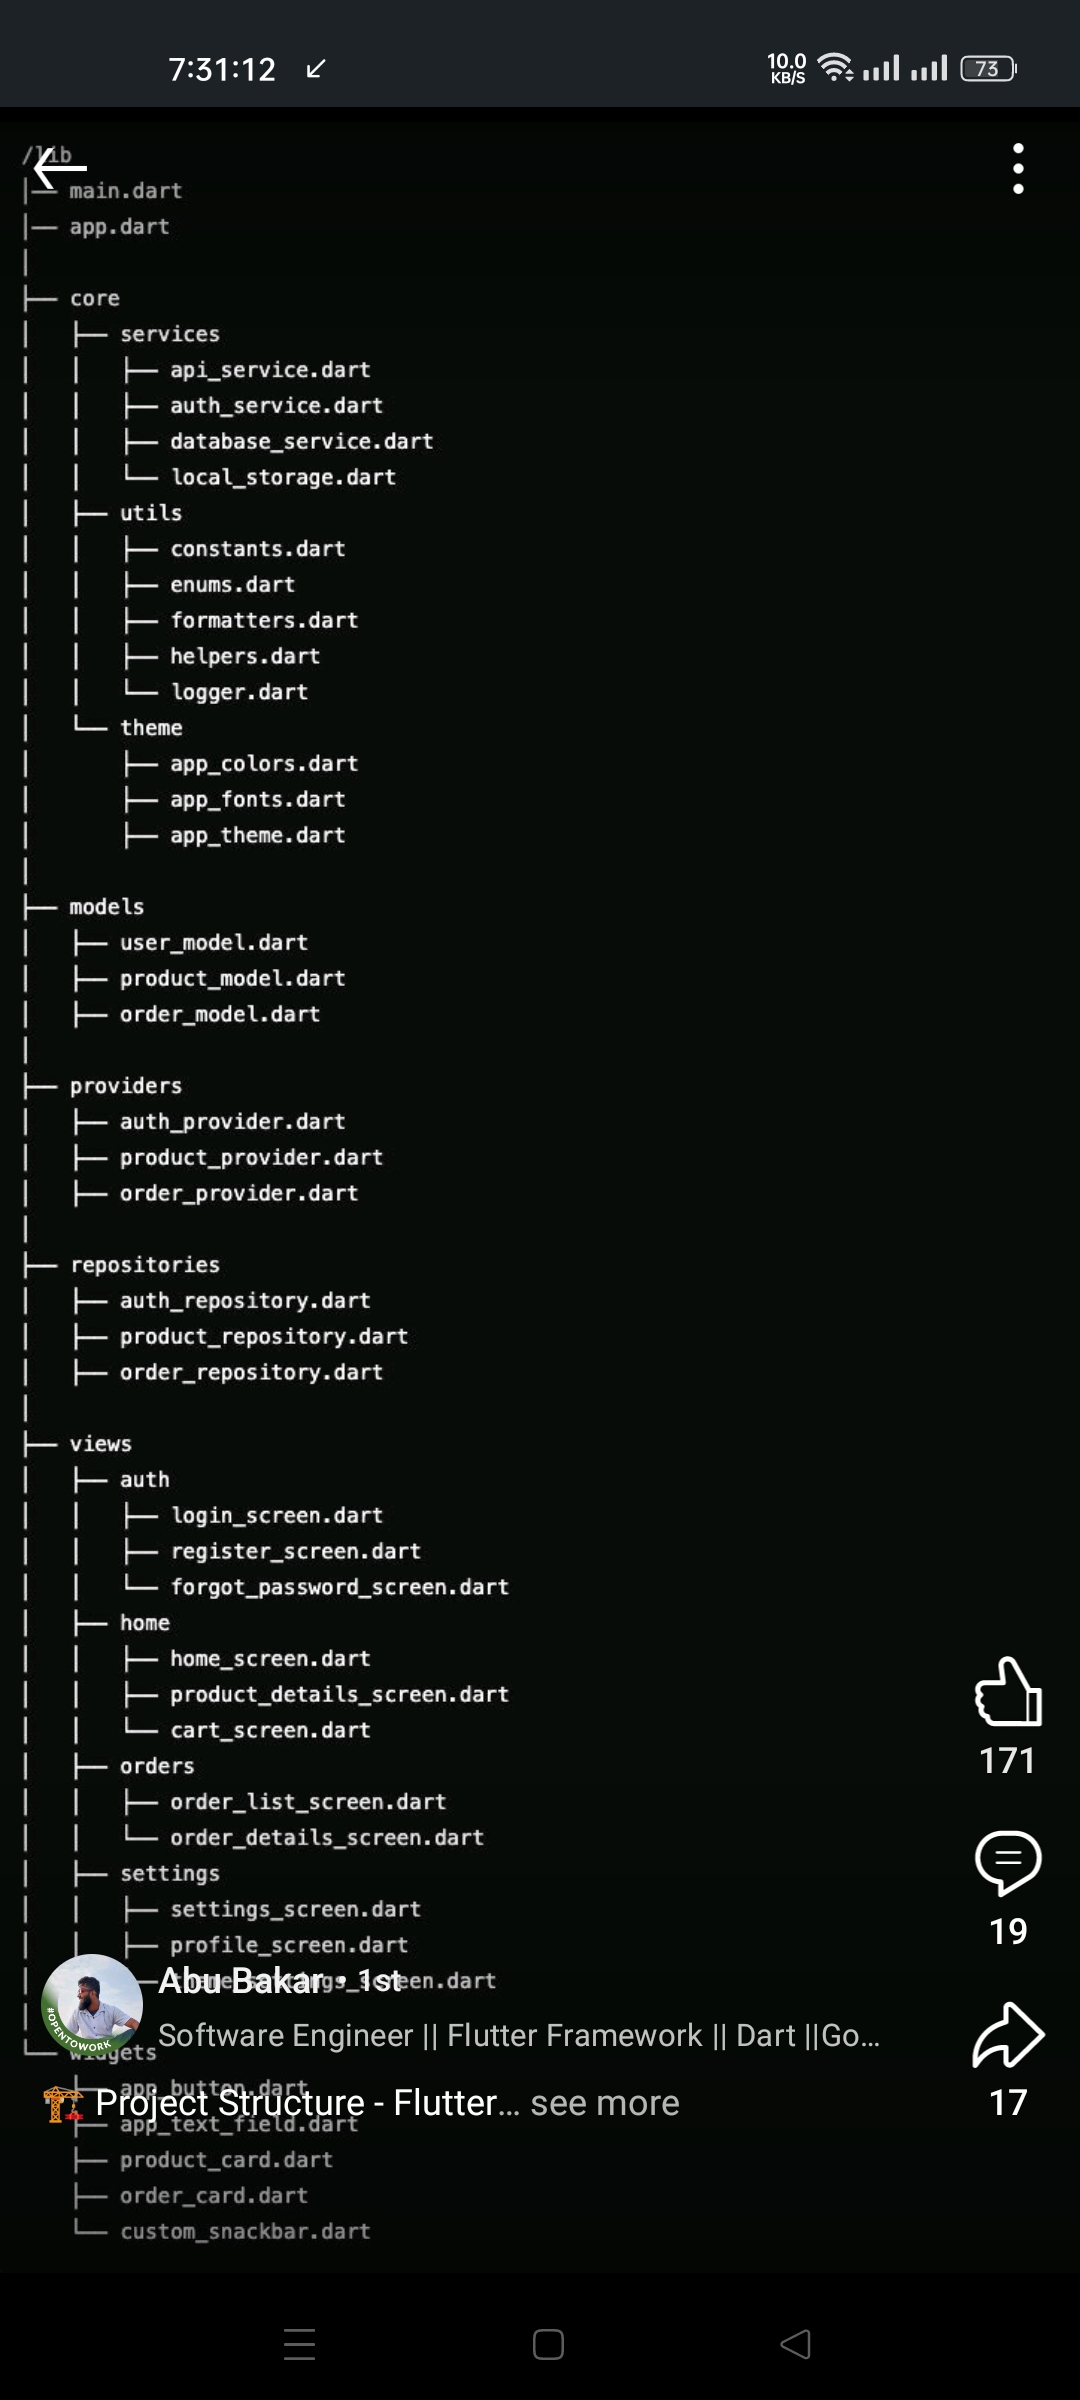 7:31:12
10.0
KB/S
73
/lib
├── main.dart
├── app.dart
│
├── core
│   ├── services
│   │   ├── api_service.dart
│   │   ├── auth_service.dart
│   │   ├── database_service.dart
│   │   └── local_storage.dart
│   ├── utils
│   │   ├── constants.dart
│   │   ├── enums.dart
│   │   ├── formatters.dart
│   │   ├── helpers.dart
│   │   └── logger.dart
│   └── theme
│       ├── app_colors.dart
│       ├── app_fonts.dart
│       ├── app_theme.dart
│
├── models
│   ├── user_model.dart
│   ├── product_model.dart
│   ├── order_model.dart
│
├── providers
│   ├── auth_provider.dart
│   ├── product_provider.dart
│   ├── order_provider.dart
│
├── repositories
│   ├── auth_repository.dart
│   ├── product_repository.dart
│   ├── order_repository.dart
│
├── views
│   ├── auth
│   │   ├── login_screen.dart
│   │   ├── register_screen.dart
│   │   └── forgot_password_screen.dart
│   ├── home
│   │   ├── home_screen.dart
│   │   ├── product_details_screen.dart
│   │   └── cart_screen.dart
│   ├── orders
│   │   ├── order_list_screen.dart
│   │   └── order_details_screen.dart
│   ├── settings
│   │   ├── settings_screen.dart
│   │   ├── profile_screen.dart
│   │   └── theme_settings_screen.dart
│
└── widgets
    ├── app_button.dart
    ├── app_text_field.dart
    ├── product_card.dart
    ├── order_card.dart
    └── custom_snackbar.dart
171
19
17
#OPENTOWORK
Abu Bakar • 1st
Software Engineer || Flutter Framework || Dart ||Go...
🏗️ Project Structure - Flutter... see more